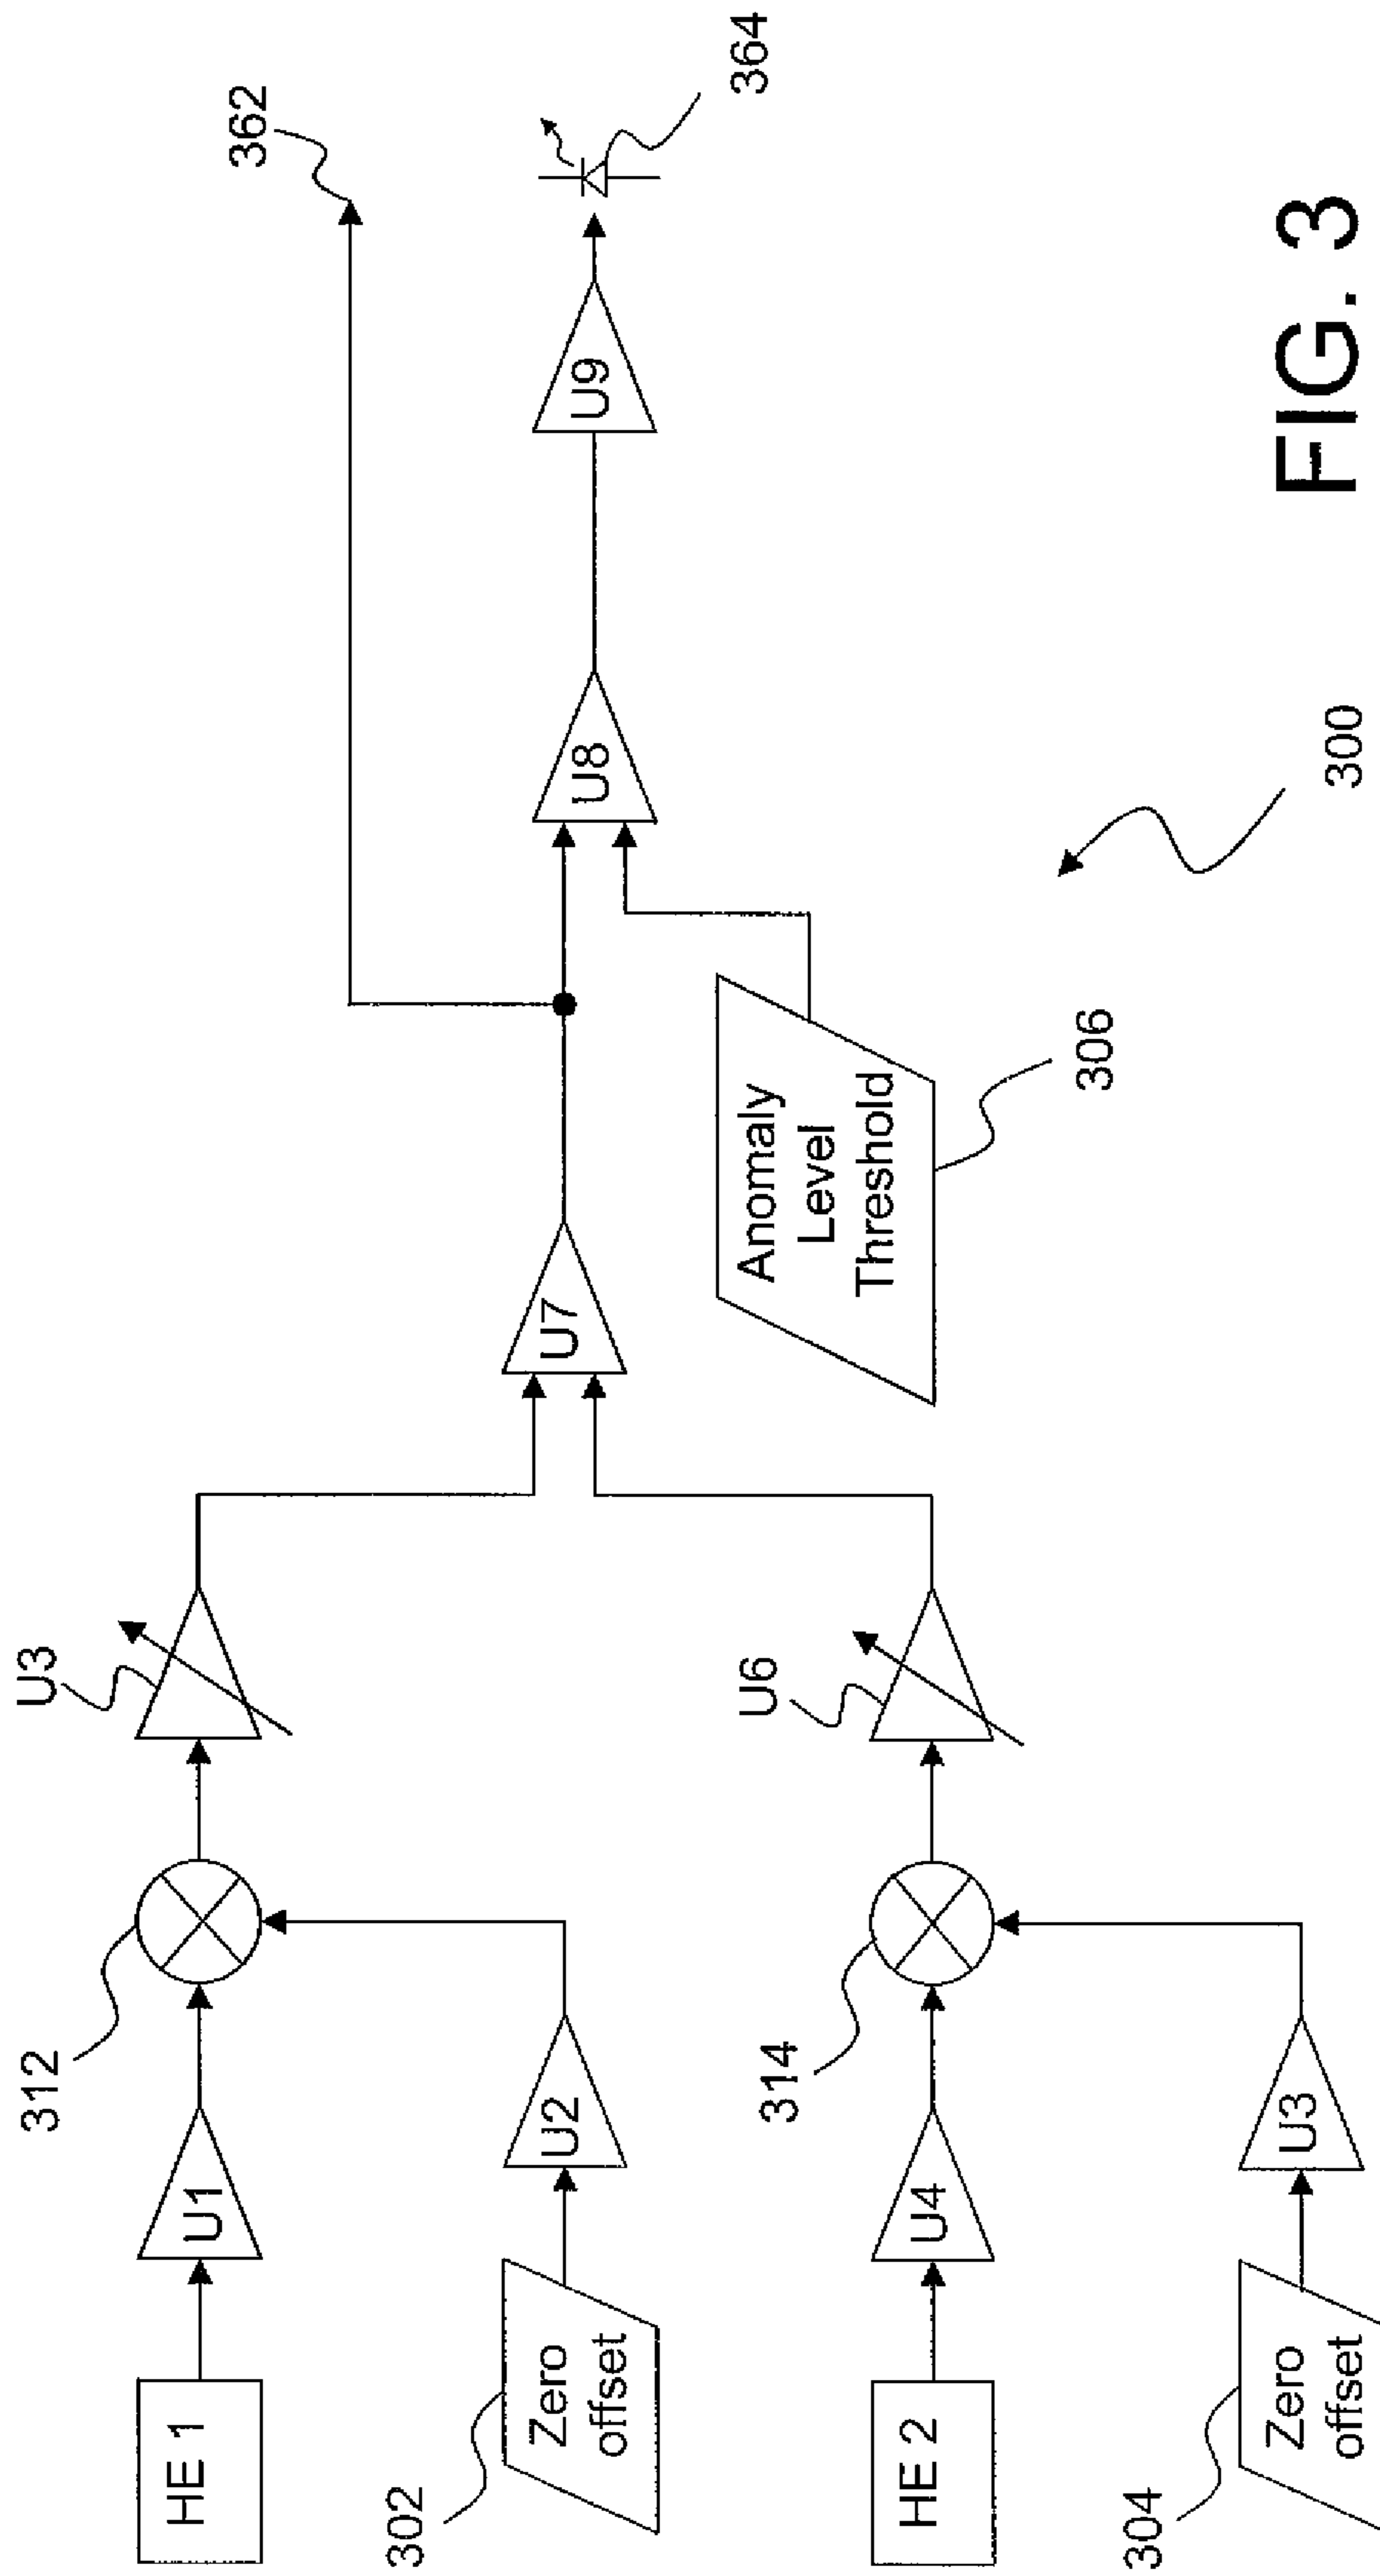 HE 1
U1
312
U3
302
Zero
offset
U2
HE 2
U4
314
U6
304
Zero
offset
U3
U7
Anomaly
Level
Threshold
306
U8
U9
362
364
300
FIG. 3